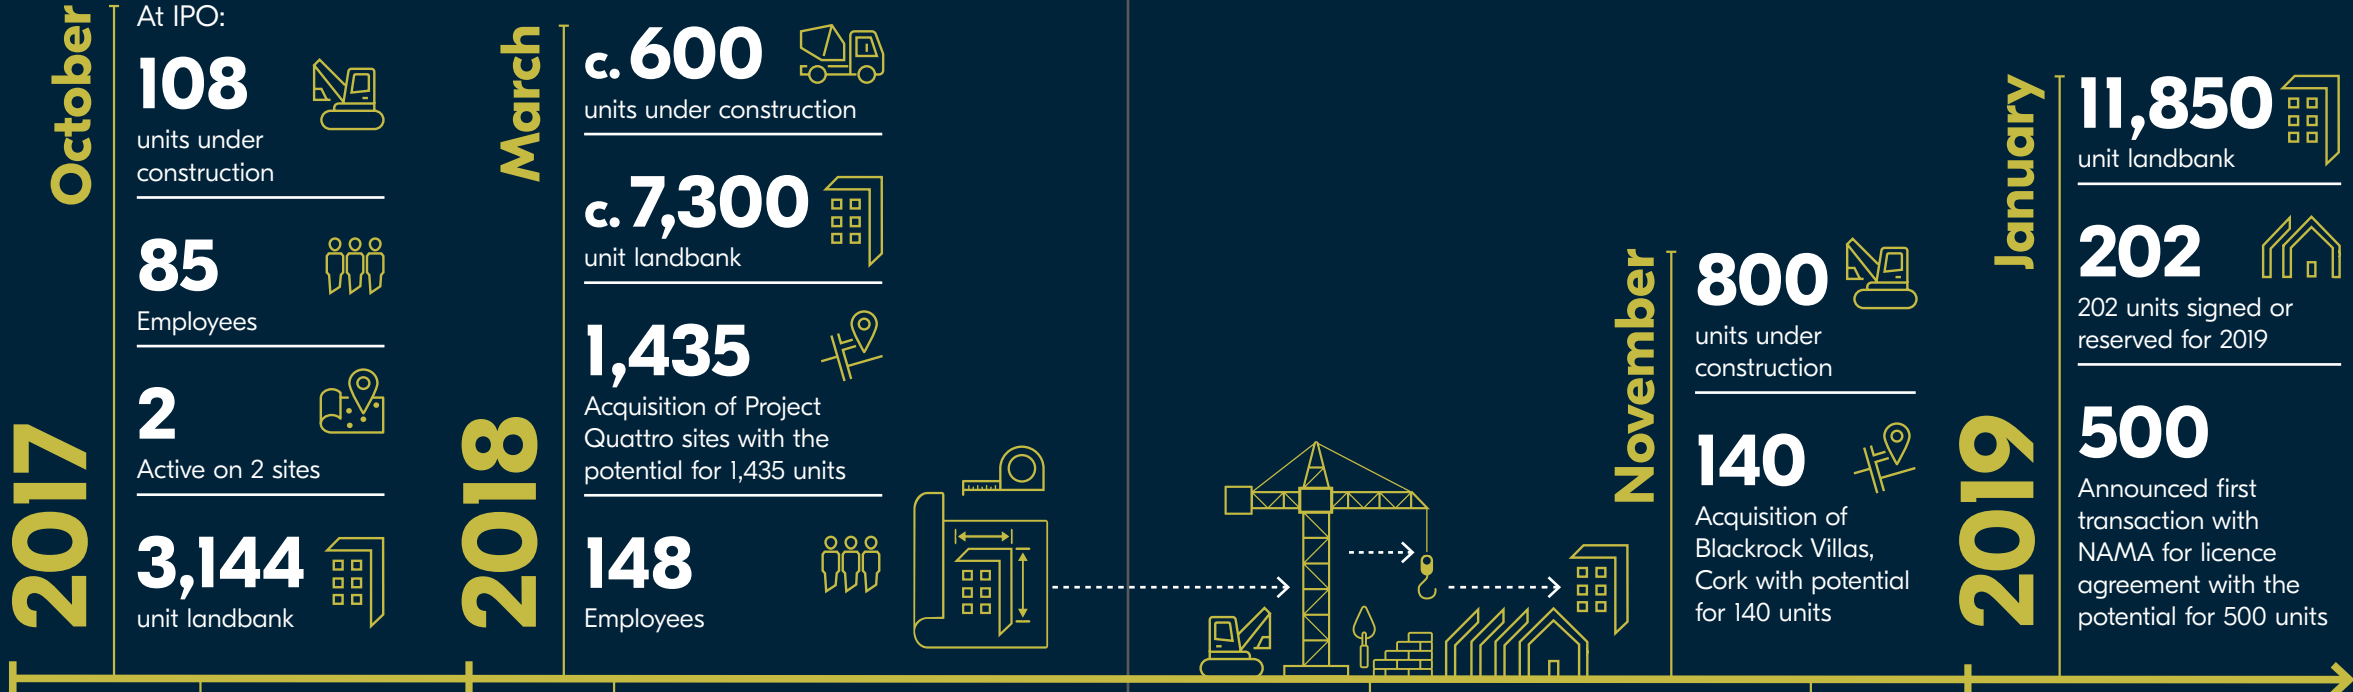 2017
October
At IPO:
108
units under
construction
85
Employees
2
Active on 2 sites
3,144
unit landbank
2018
March
c. 600
units under construction
c. 7,300
unit landbank
1,435
Acquisition of Project
Quattro sites with the
potential for 1,435 units
148
Employees
November
800
units under
construction
140
Acquisition of
Blackrock Villas,
Cork with potential
for 140 units
2019
January
11,850
unit landbank
202
202 units signed or
reserved for 2019
500
Announced first
transaction with
NAMA for licence
agreement with the
potential for 500 units